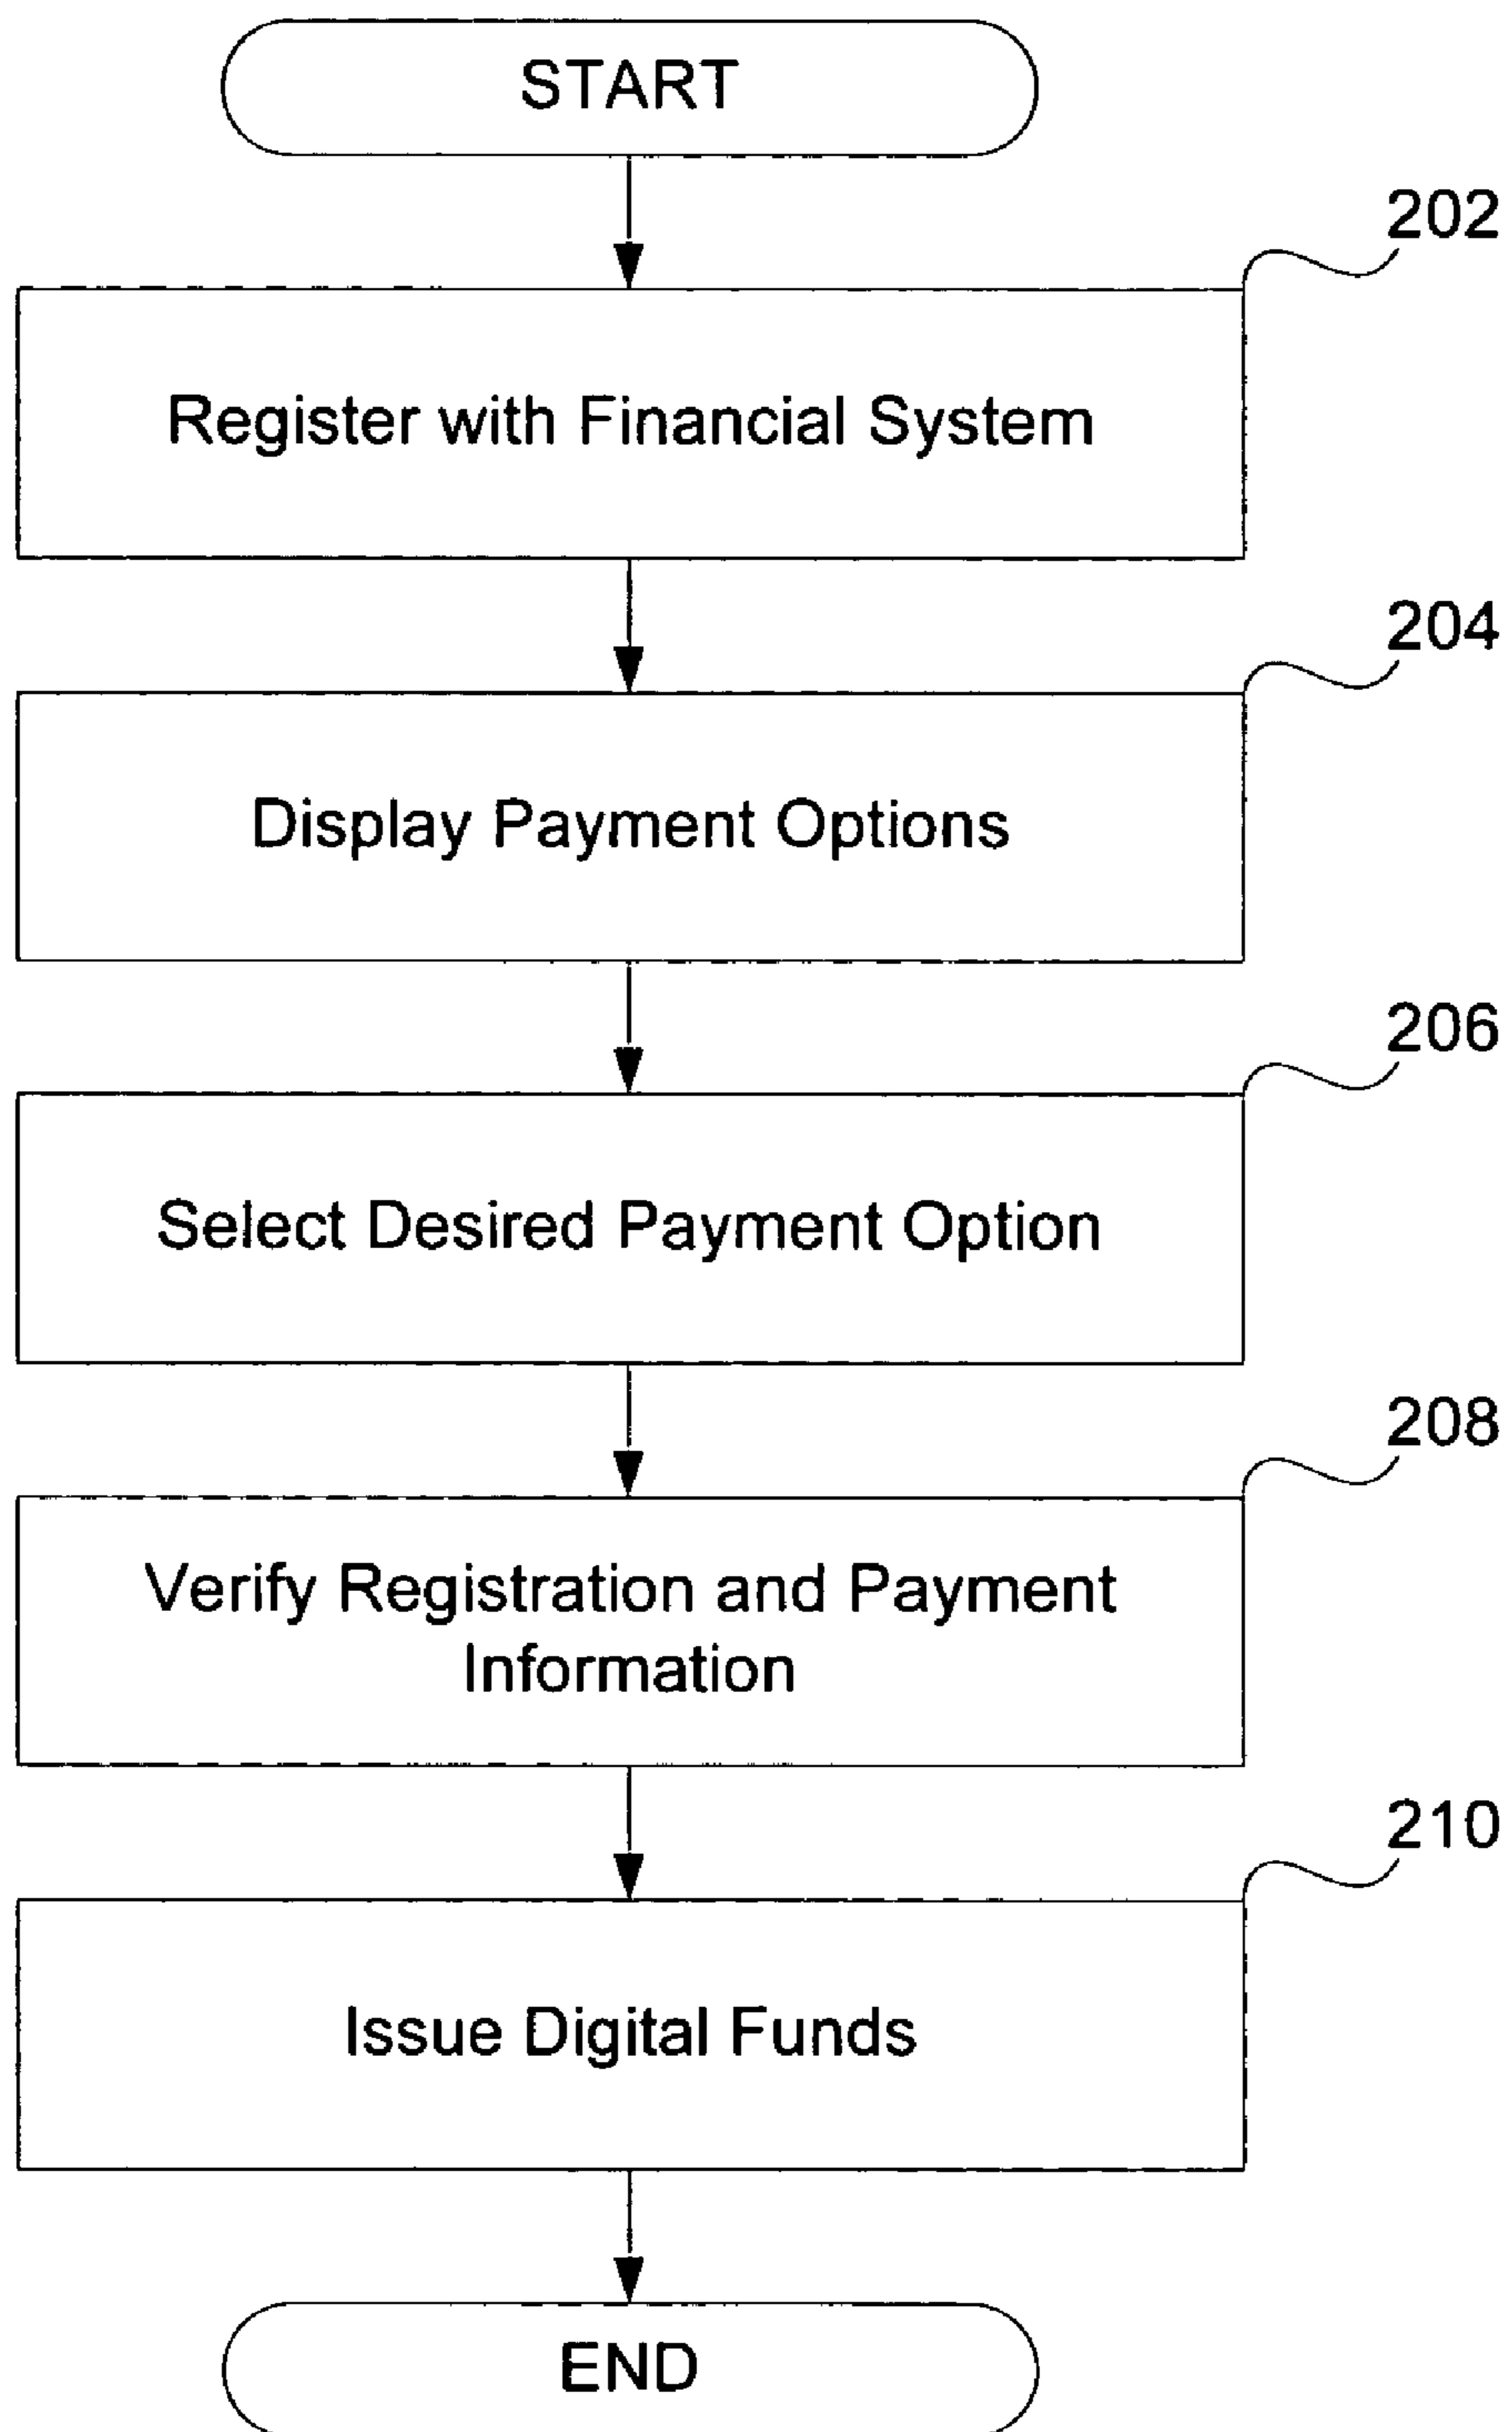 START
202
Register with Financial System
204
Display Payment Options
206
Select Desired Payment Option
208
Verify Registration and Payment
Information
210
Issue Digital Funds
END